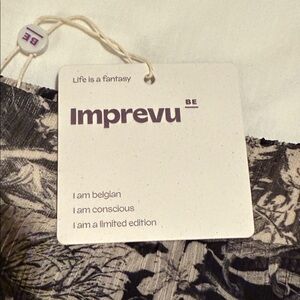 BE
Life is a fantasy
Imprevu BE
I am belgian
I am conscious
I am a limited edition